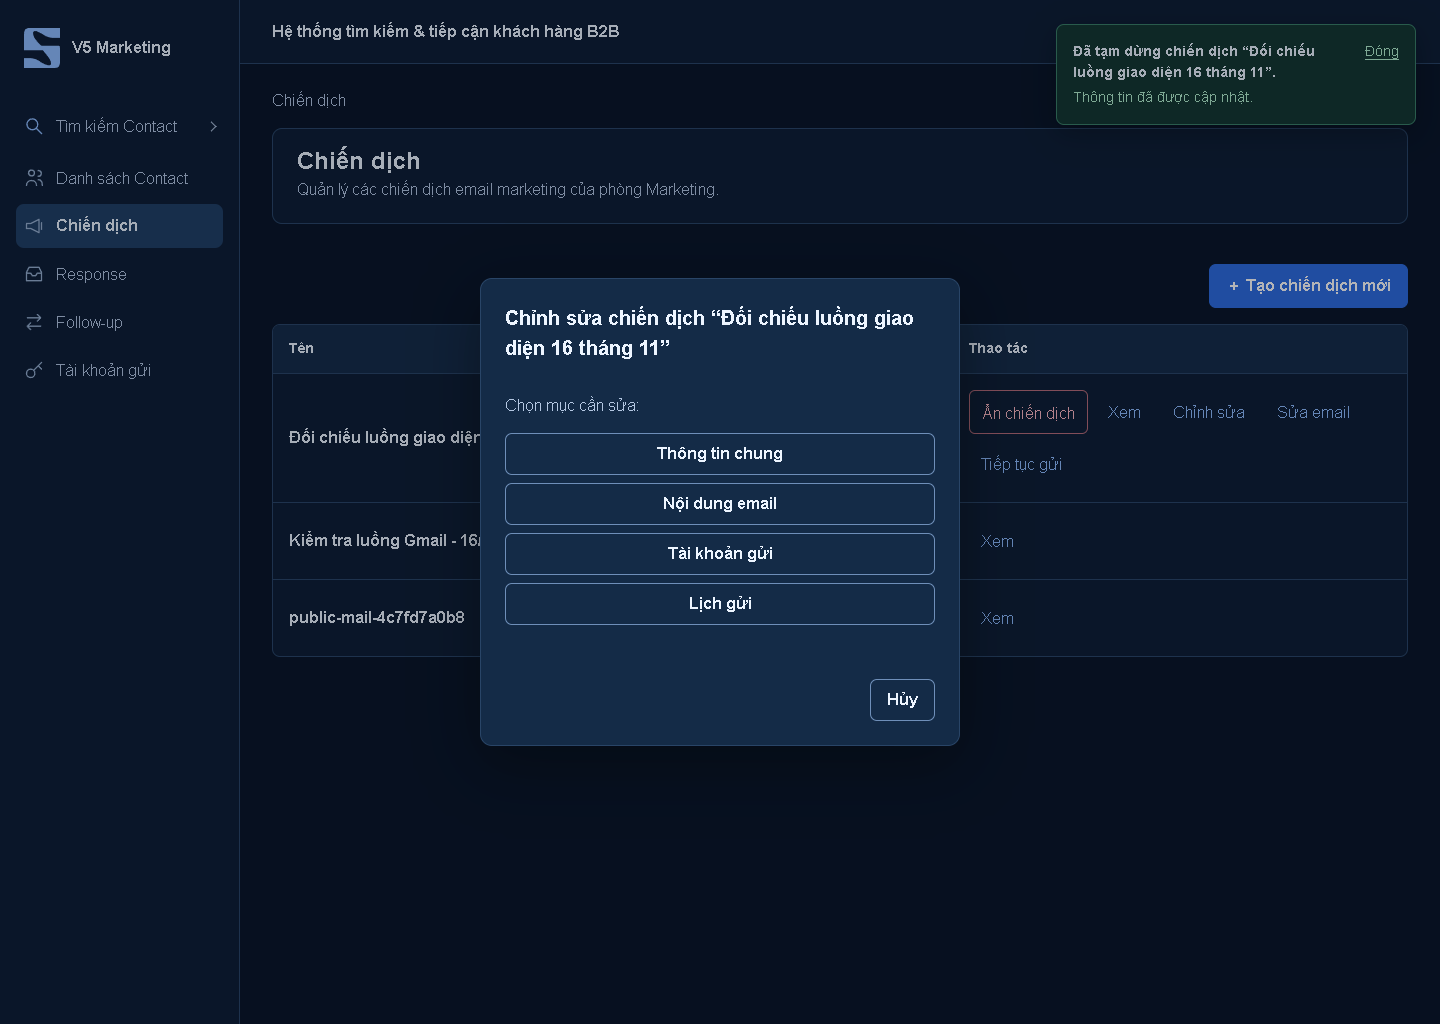 V5 Marketing
Hệ thống tìm kiếm & tiếp cận khách hàng B2B
Đã tạm dừng chiến dịch “Đối chiếu
luồng giao diện 16 tháng 11”.
Đóng
Thông tin đã được cập nhật.
Tìm kiếm Contact
Danh sách Contact
Chiến dịch
Response
Follow-up
Tài khoản gửi
Chiến dịch
Chiến dịch
Quản lý các chiến dịch email marketing của phòng Marketing.
+ Tạo chiến dịch mới
Tên
Thao tác
Đối chiếu luồng giao diện
Ẩn chiến dịch
Xem
Chỉnh sửa
Sửa email
Tiếp tục gửi
Kiểm tra luồng Gmail - 16
Xem
public-mail-4c7fd7a0b8
Xem
Chỉnh sửa chiến dịch “Đối chiếu luồng giao
diện 16 tháng 11”
Chọn mục cần sửa:
Thông tin chung
Nội dung email
Tài khoản gửi
Lịch gửi
Hủy